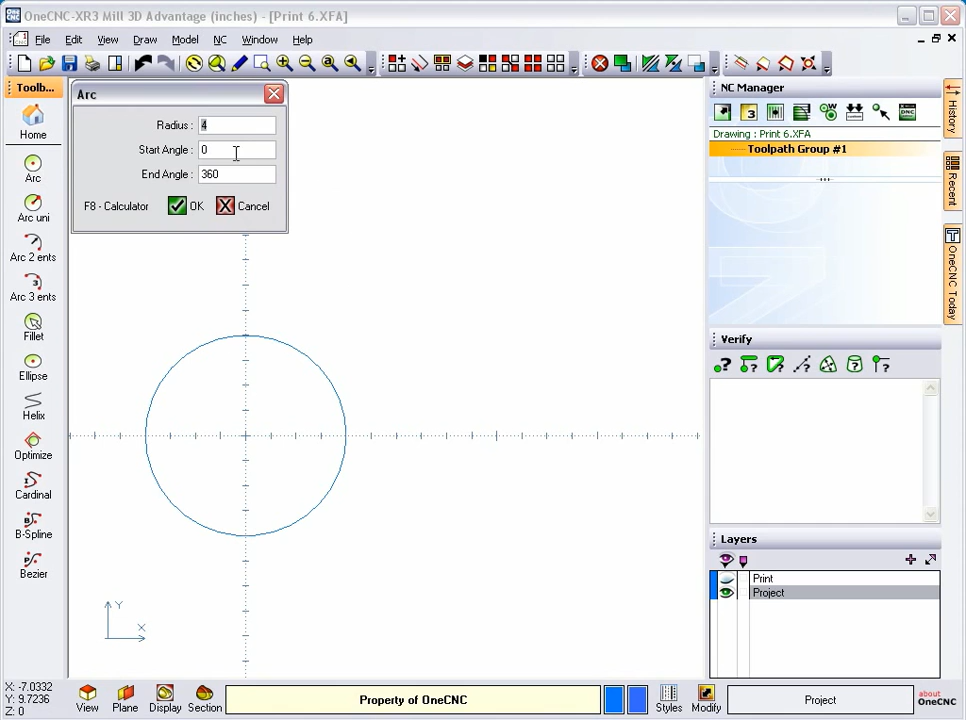 OneCNC-XR3 Mill 3D Advantage (inches) - [Print 6.XFA]
File Edit View Draw Model NC Window Help
Toolb...
Home
Arc
Arc uni
Arc 2 ents
3
Arc 3 ents
Fillet
Ellipse
Helix
Optimize
Cardinal
B-Spline
Bezier
Arc
Radius : 4
Start Angle : 0
End Angle : 360
F8 - Calculator OK Cancel
Y
X
NC Manager
3
Drawing : Print 6.XFA
Toolpath Group #1
Verify
Layers
Print
Project
History
Recent
OneCNC Today
X: -7.0332
Y: 9.7236
Z: 0
View Plane Display Section
Property of OneCNC
Styles Modify
Project
about
OneCNC